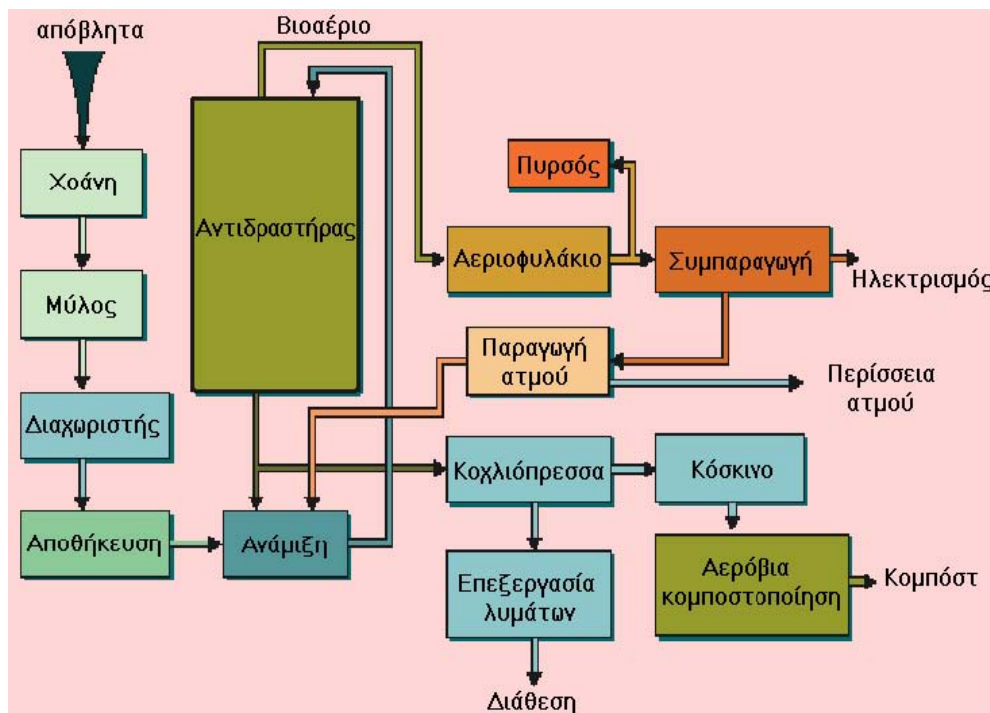 απόβλητα
Βιοαέριο
Χοάνη
Πυρσός
Αντιδραστήρας
Αεριοφυλάκιο
Συμπαραγωγή
Ηλεκτρισμός
Μύλος
Παραγωγή
ατμού
Περίσσεια
ατμού
Διαχωριστής
Κοχλιόπρεσσα
Κόσκινο
Αποθήκευση
Ανάμιξη
Επεξεργασία
λυμάτων
Αερόβια
κομποστοποίηση
Κομπόστ
Διάθεση